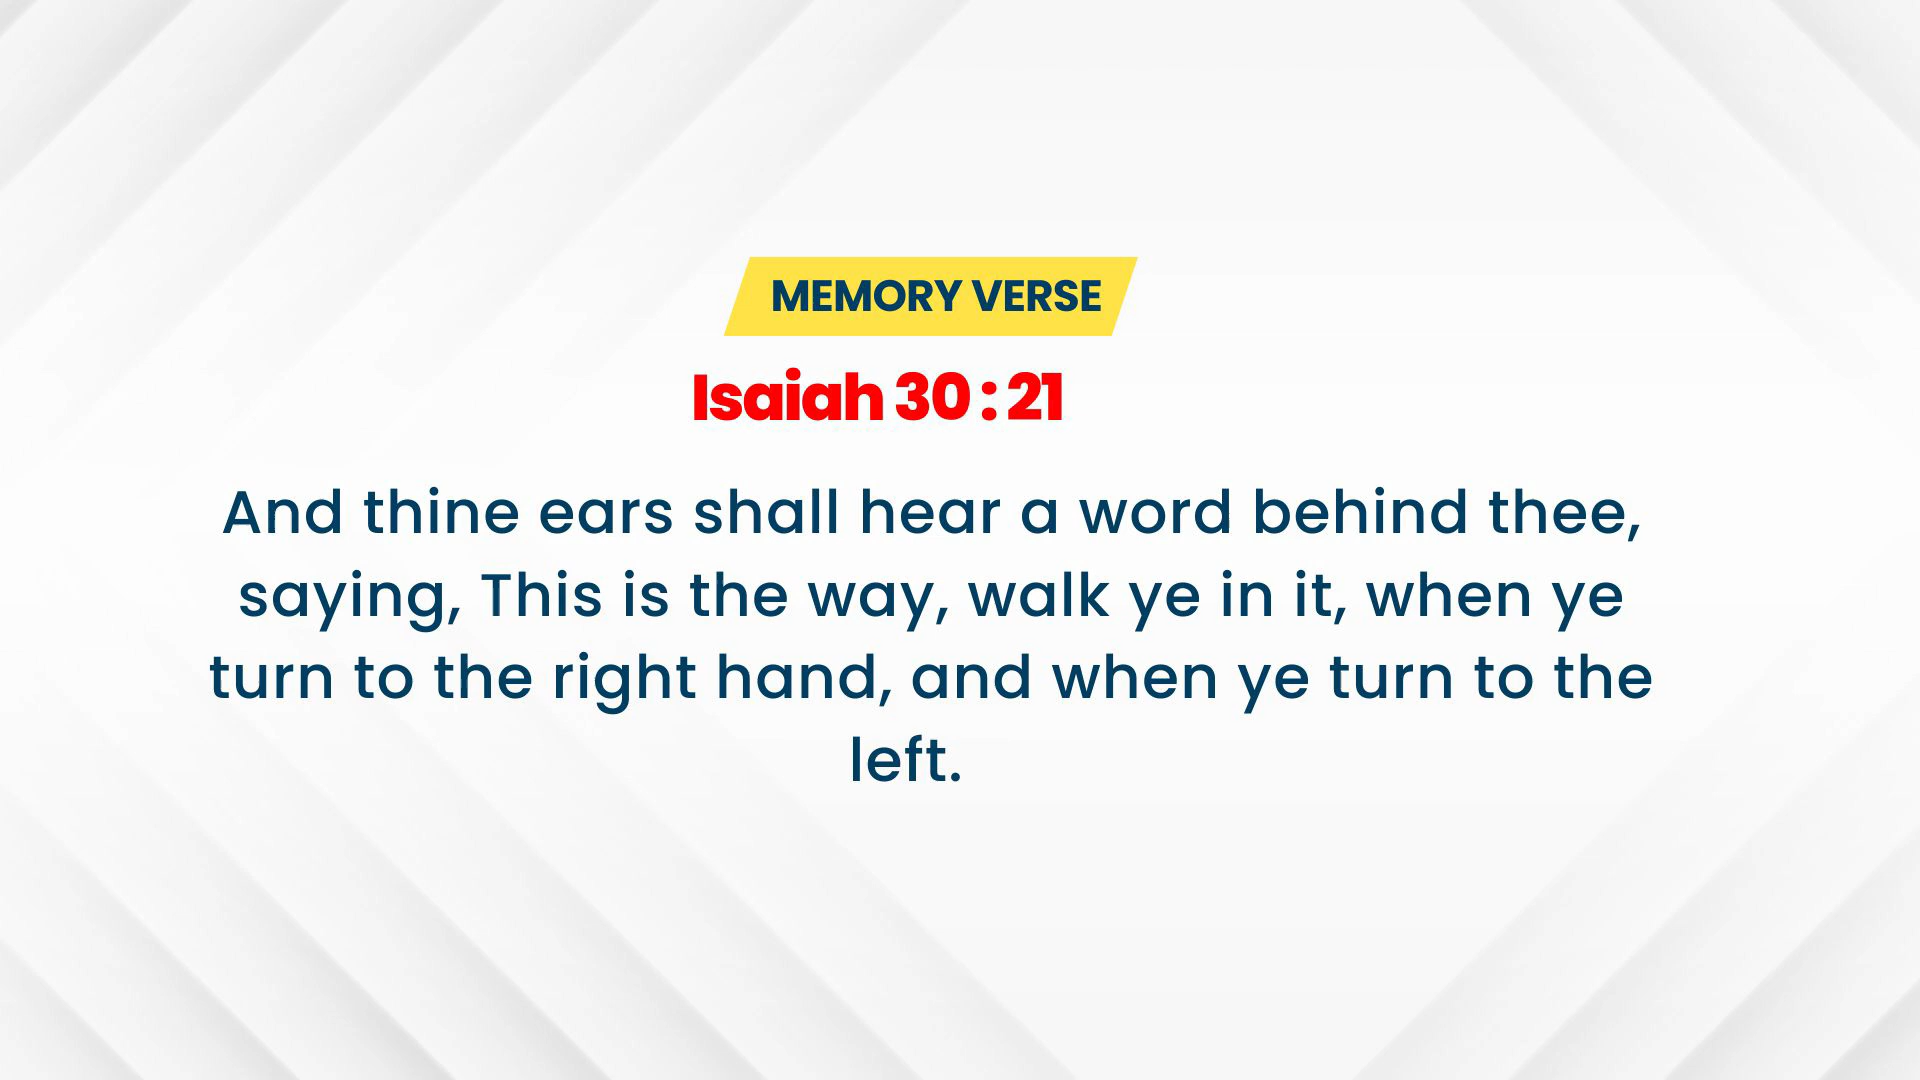 MEMORY VERSE
Isaiah 30 : 21
And thine ears shall hear a word behind thee,
saying, This is the way, walk ye in it, when ye
turn to the right hand, and when ye turn to the
left.